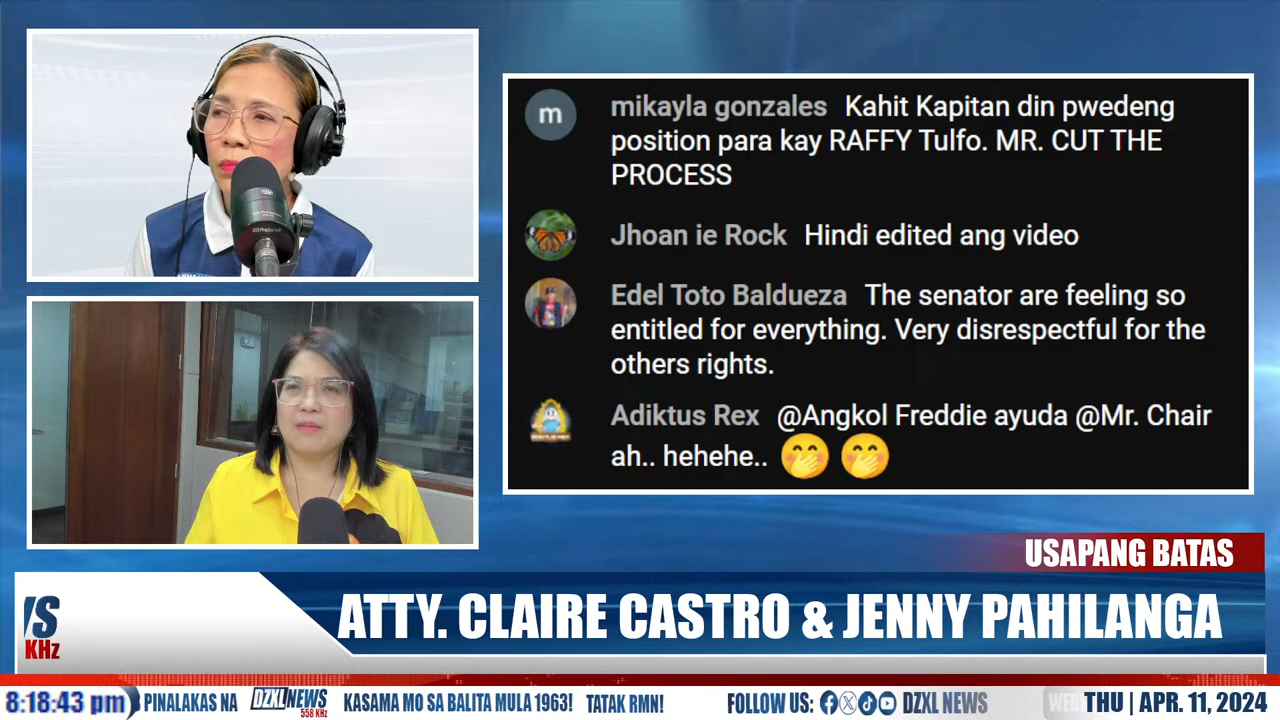 m
mikayla gonzales Kahit Kapitan din pwedeng
position para kay RAFFY Tulfo. MR. CUT THE
PROCESS
Jhoan ie Rock Hindi edited ang video
Edel Toto Baldueza The senator are feeling so
entitled for everything. Very disrespectful for the
others rights.
Adiktus Rex @Angkol Freddie ayuda @Mr. Chair
ah.. hehehe.. 🤭 🤭
USAPANG BATAS
ATTY. CLAIRE CASTRO & JENNY PAHILANGA
KHz
8:18:43 pm PINALAKAS NA DZXL NEWS 558 KHz KASAMA MO SA BALITA MULA 1963! TATAK RMN! FOLLOW US: DZXL NEWS THU | APR. 11, 2024